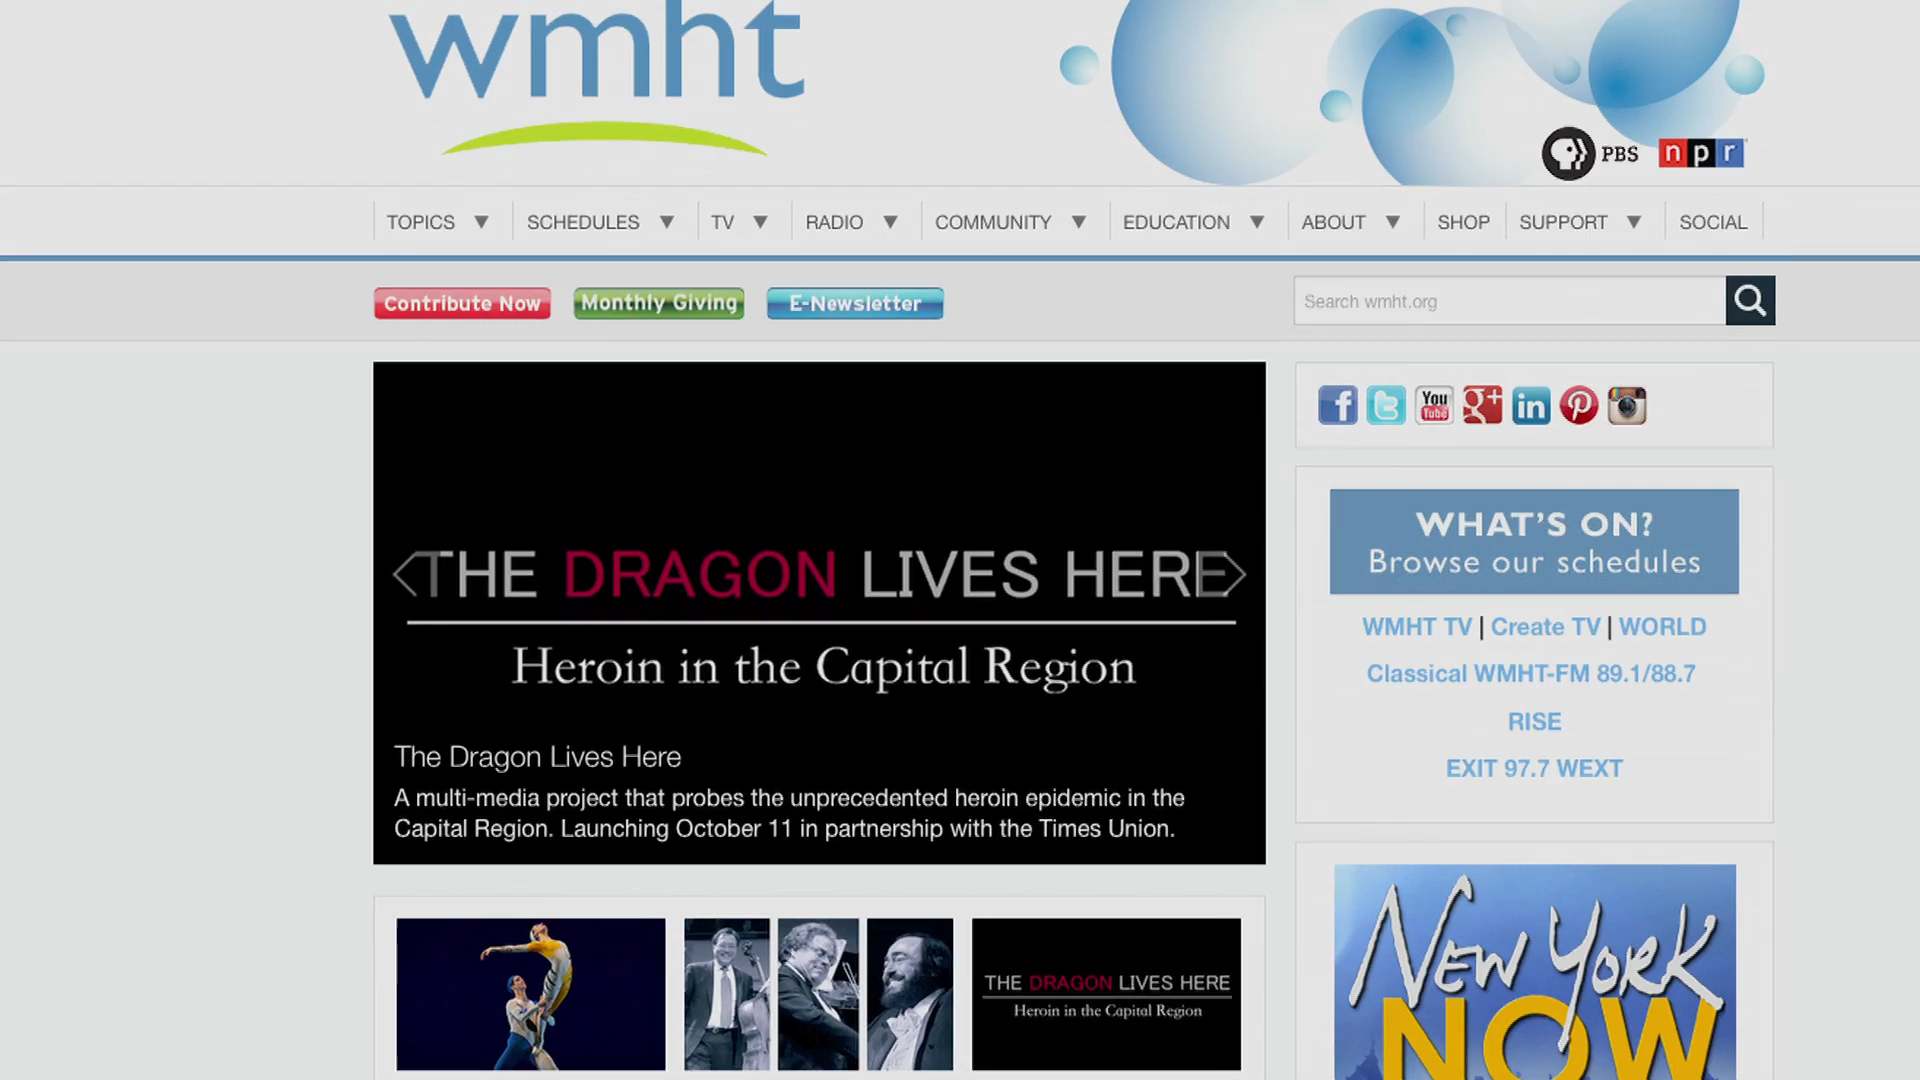 wmht
PBS
npr
TOPICS
SCHEDULES
TV
RADIO
COMMUNITY
EDUCATION
ABOUT
SHOP
SUPPORT
SOCIAL
Contribute Now
Monthly Giving
E-Newsletter
Search wmht.org
THE DRAGON LIVES HERE
Heroin in the Capital Region
The Dragon Lives Here
A multi-media project that probes the unprecedented heroin epidemic in the
Capital Region. Launching October 11 in partnership with the Times Union.
f
t
You
Tube
g+
in
WHAT'S ON?
Browse our schedules
WMHT TV | Create TV | WORLD
Classical WMHT-FM 89.1/88.7
RISE
EXIT 97.7 WEXT
THE DRAGON LIVES HERE
Heroin in the Capital Region
NEW YORK
NOW